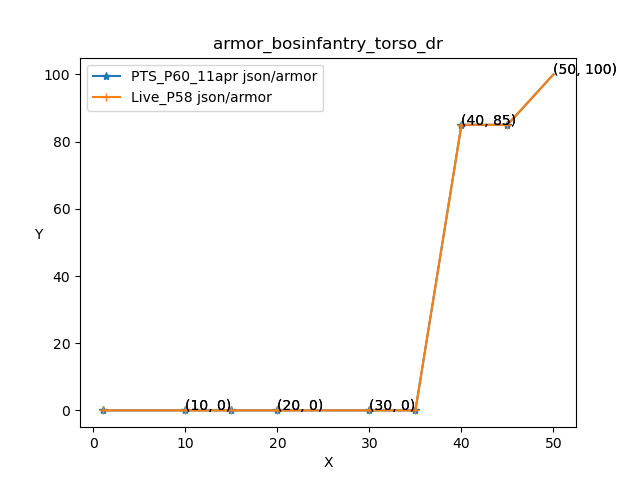 armor_bosinfantry_torso_dr
PTS_P60_11apr json/armor
Live_P58 json/armor
(50, 100)
(40, 85)
(10, 0) (20, 0) (30, 0)
100
80
60
40
20
0
Y
0 10 20 30 40 50
X